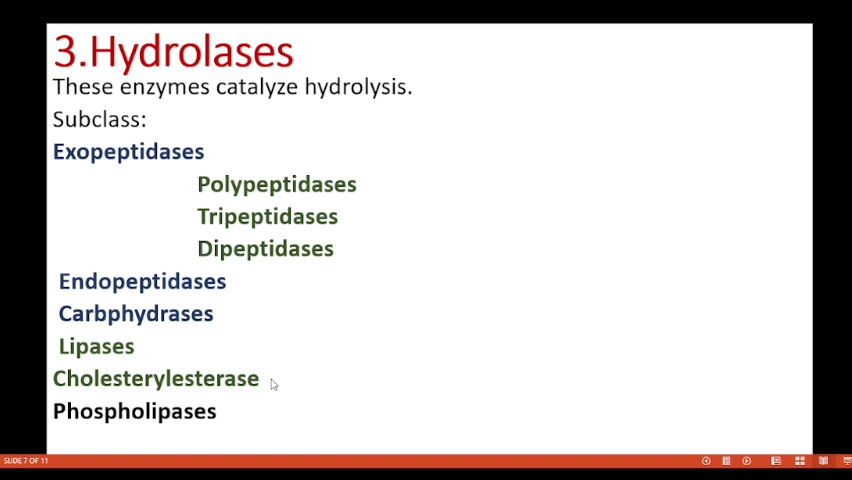 3.Hydrolases
These enzymes catalyze hydrolysis.
Subclass:
Exopeptidases
Polypeptidases
Tripeptidases
Dipeptidases
Endopeptidases
Carbphydrases
Lipases
Cholesterylesterase
Phospholipases
SLIDE 7 OF 11